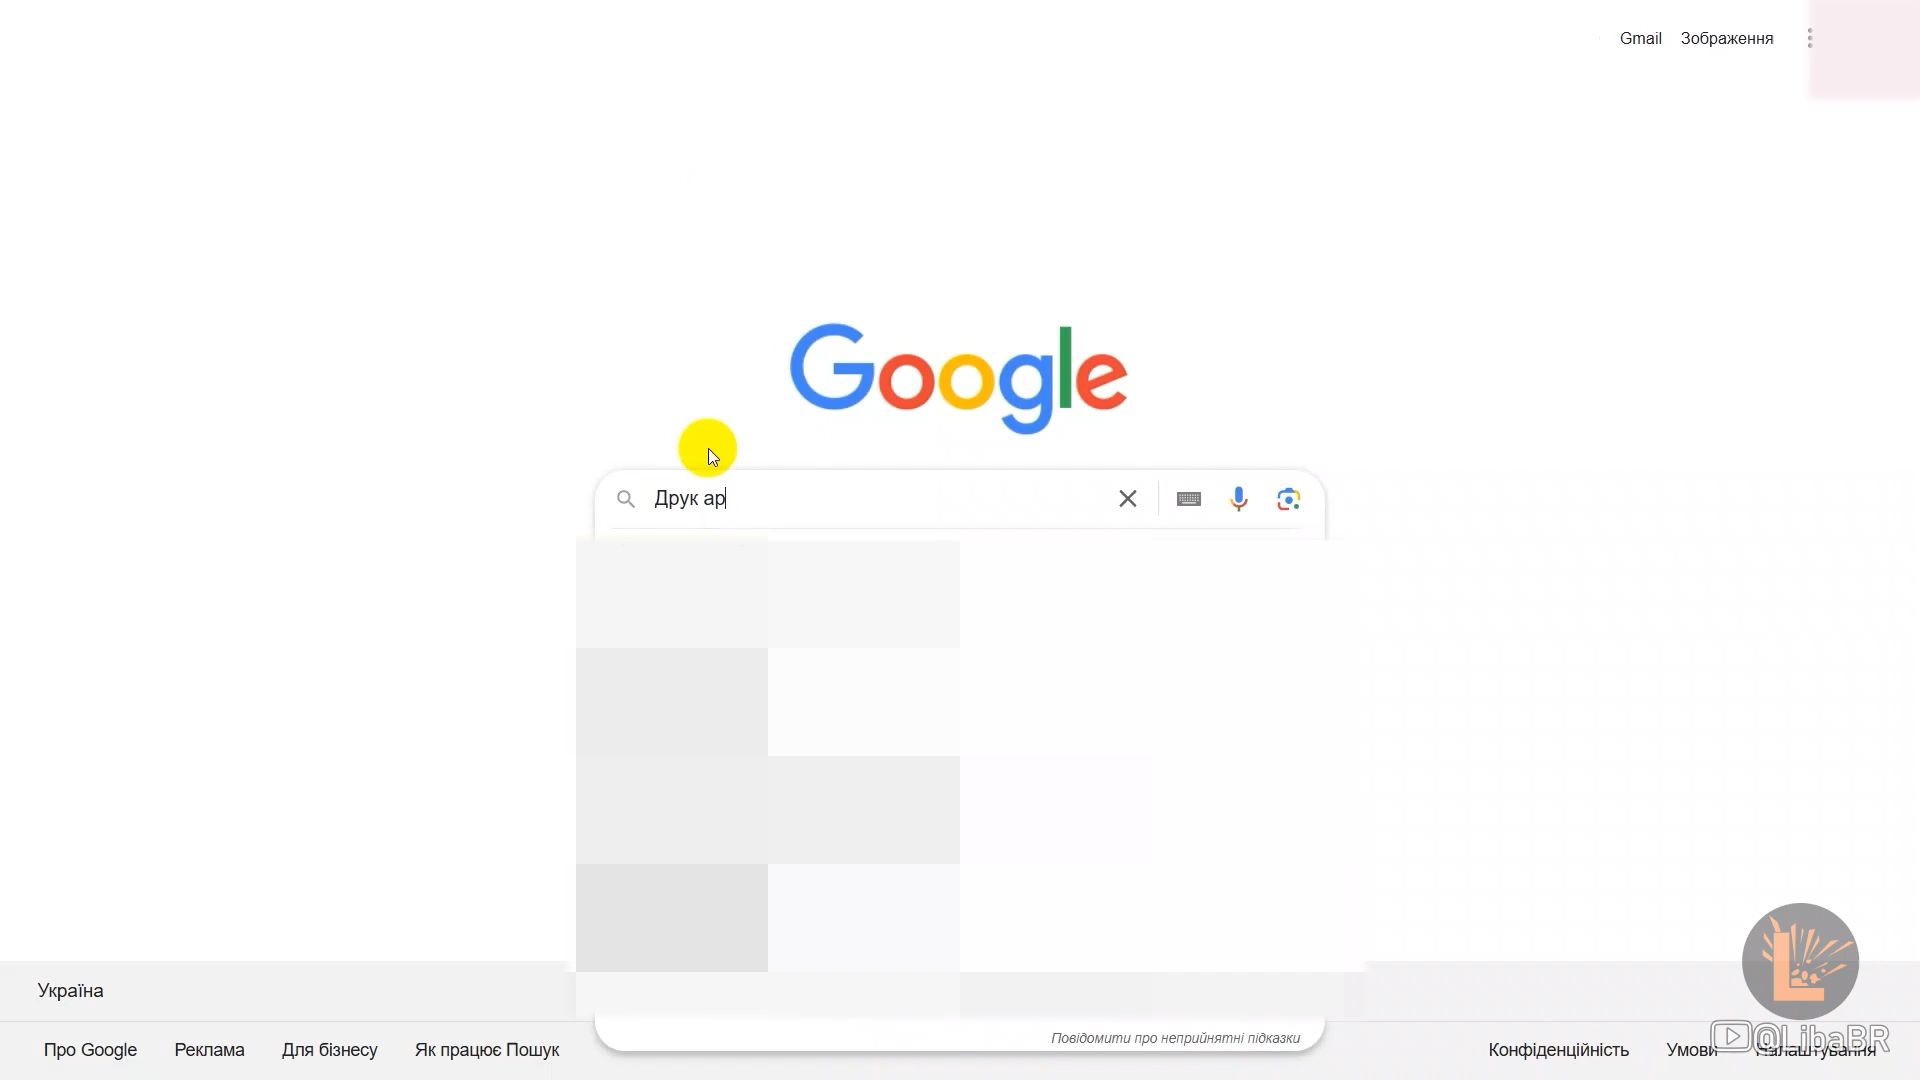 Gmail Зображення
Google
Друк ар
Україна
Повідомити про неприйнятні підказки
Про Google Реклама Для бізнесу Як працює Пошук Конфіденційність Умови Налаштування
@LibaBR